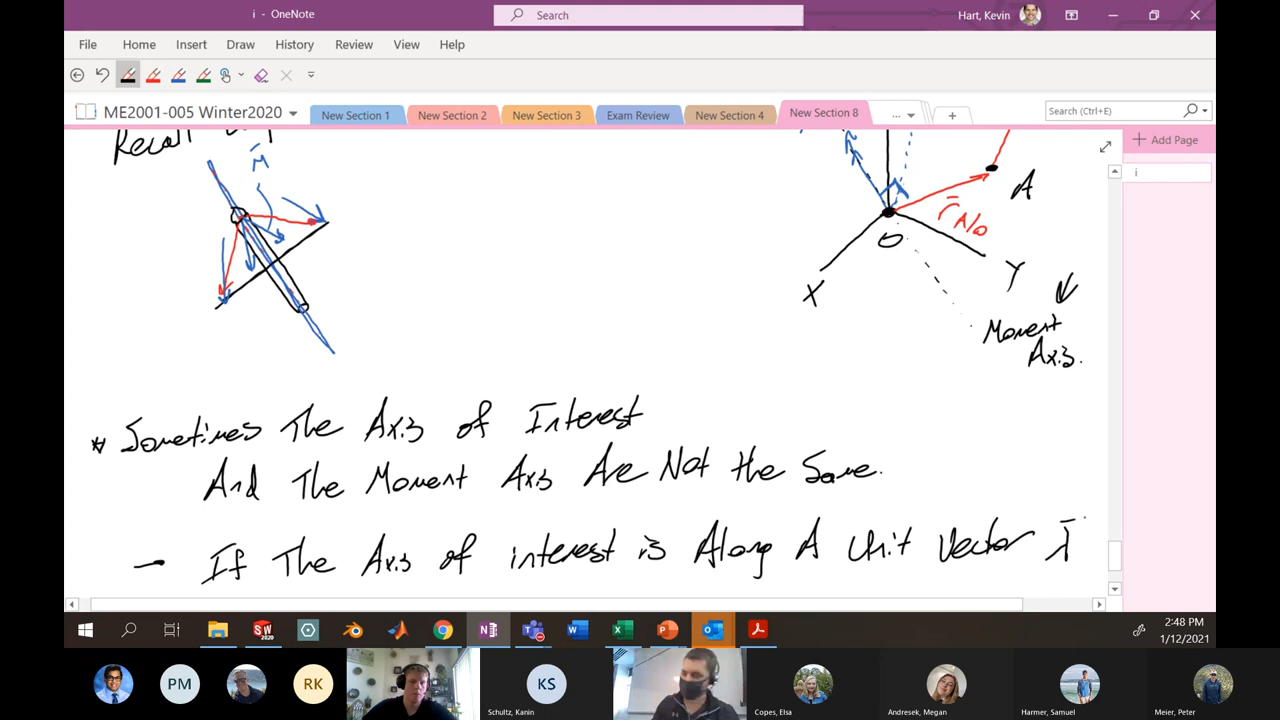 i - OneNote
Search
Hart, Kevin
File Home Insert Draw History Review View Help
ME2001-005 Winter2020
New Section 1
New Section 2
New Section 3
Exam Review
New Section 4
New Section 8
...
Search (Ctrl+E)
Add Page
i
Recall
M̄
A
r̄A/O
O
X
Y
Moment
Axis.
* Sometimes The Axis of Interest
And The Moment Axis Are Not the Same.
- If The Axis of interest is Along A Unit Vector λ̄
2:48 PM
1/12/2021
PM
RK
KS
Schultz, Kanin
Copes, Elsa
Andresek, Megan
Harmer, Samuel
Meier, Peter